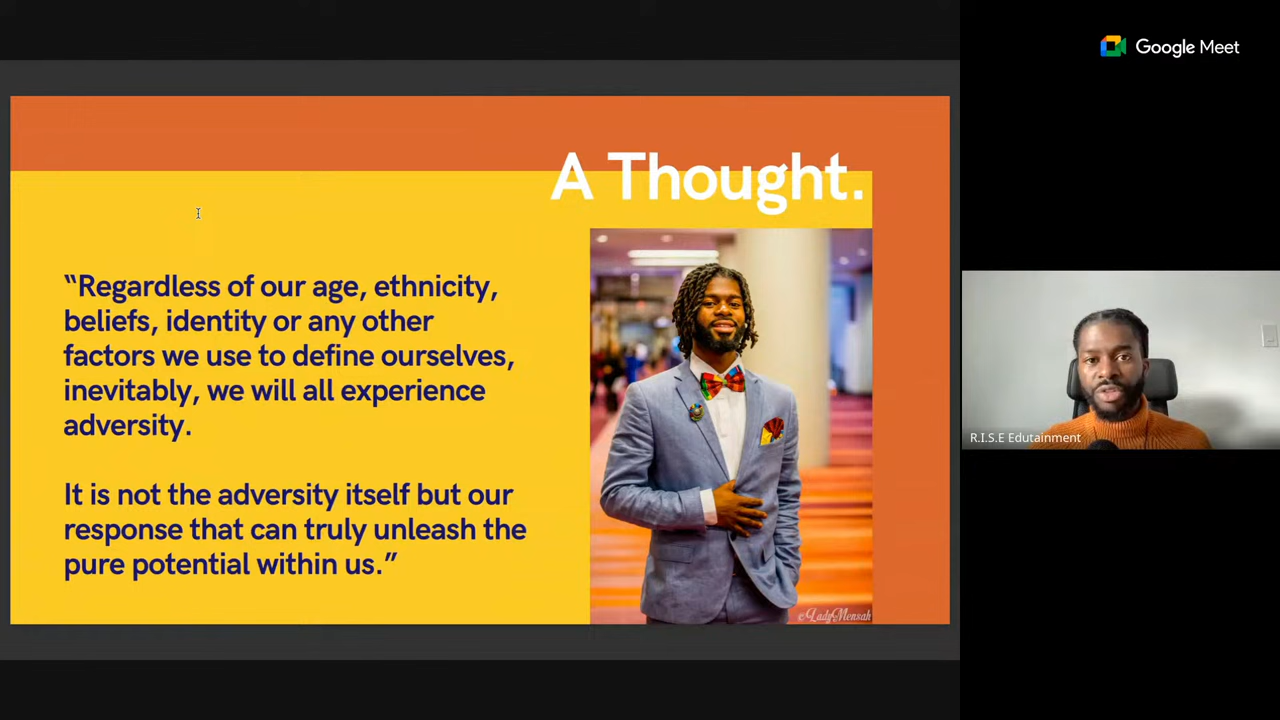 Google Meet
A Thought.
“Regardless of our age, ethnicity,
beliefs, identity or any other
factors we use to define ourselves,
inevitably, we will all experience
adversity.
It is not the adversity itself but our
response that can truly unleash the
pure potential within us.”
©LadyMensah
R.I.S.E Edutainment